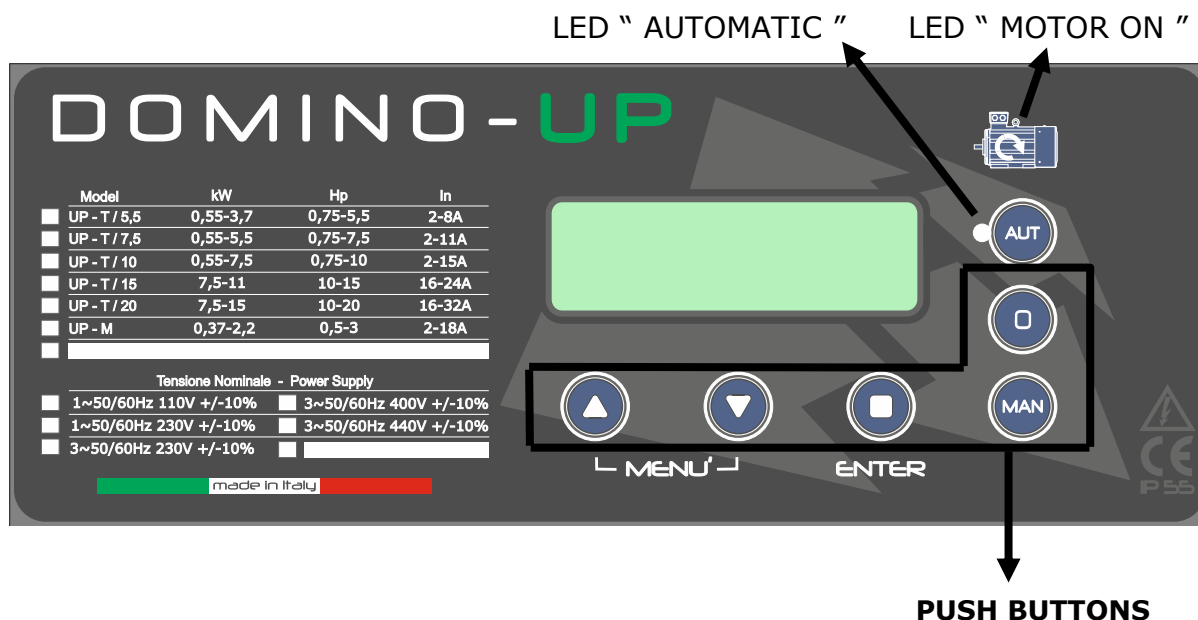 LED “ AUTOMATIC ” LED “ MOTOR ON ”
DOMINO-UP
Model kW Hp In
UP - T / 5,5 0,55-3,7 0,75-5,5 2-8A
UP - T / 7,5 0,55-5,5 0,75-7,5 2-11A
UP - T / 10 0,55-7,5 0,75-10 2-15A
UP - T / 15 7,5-11 10-15 16-24A
UP - T / 20 7,5-15 10-20 16-32A
UP - M 0,37-2,2 0,5-3 2-18A
Tensione Nominale - Power Supply
1~50/60Hz 110V +/-10% 3~50/60Hz 400V +/-10%
1~50/60Hz 230V +/-10% 3~50/60Hz 440V +/-10%
3~50/60Hz 230V +/-10%
made in Italy
AUT
O
MAN
MENU'
ENTER
CE
IP 55
PUSH BUTTONS